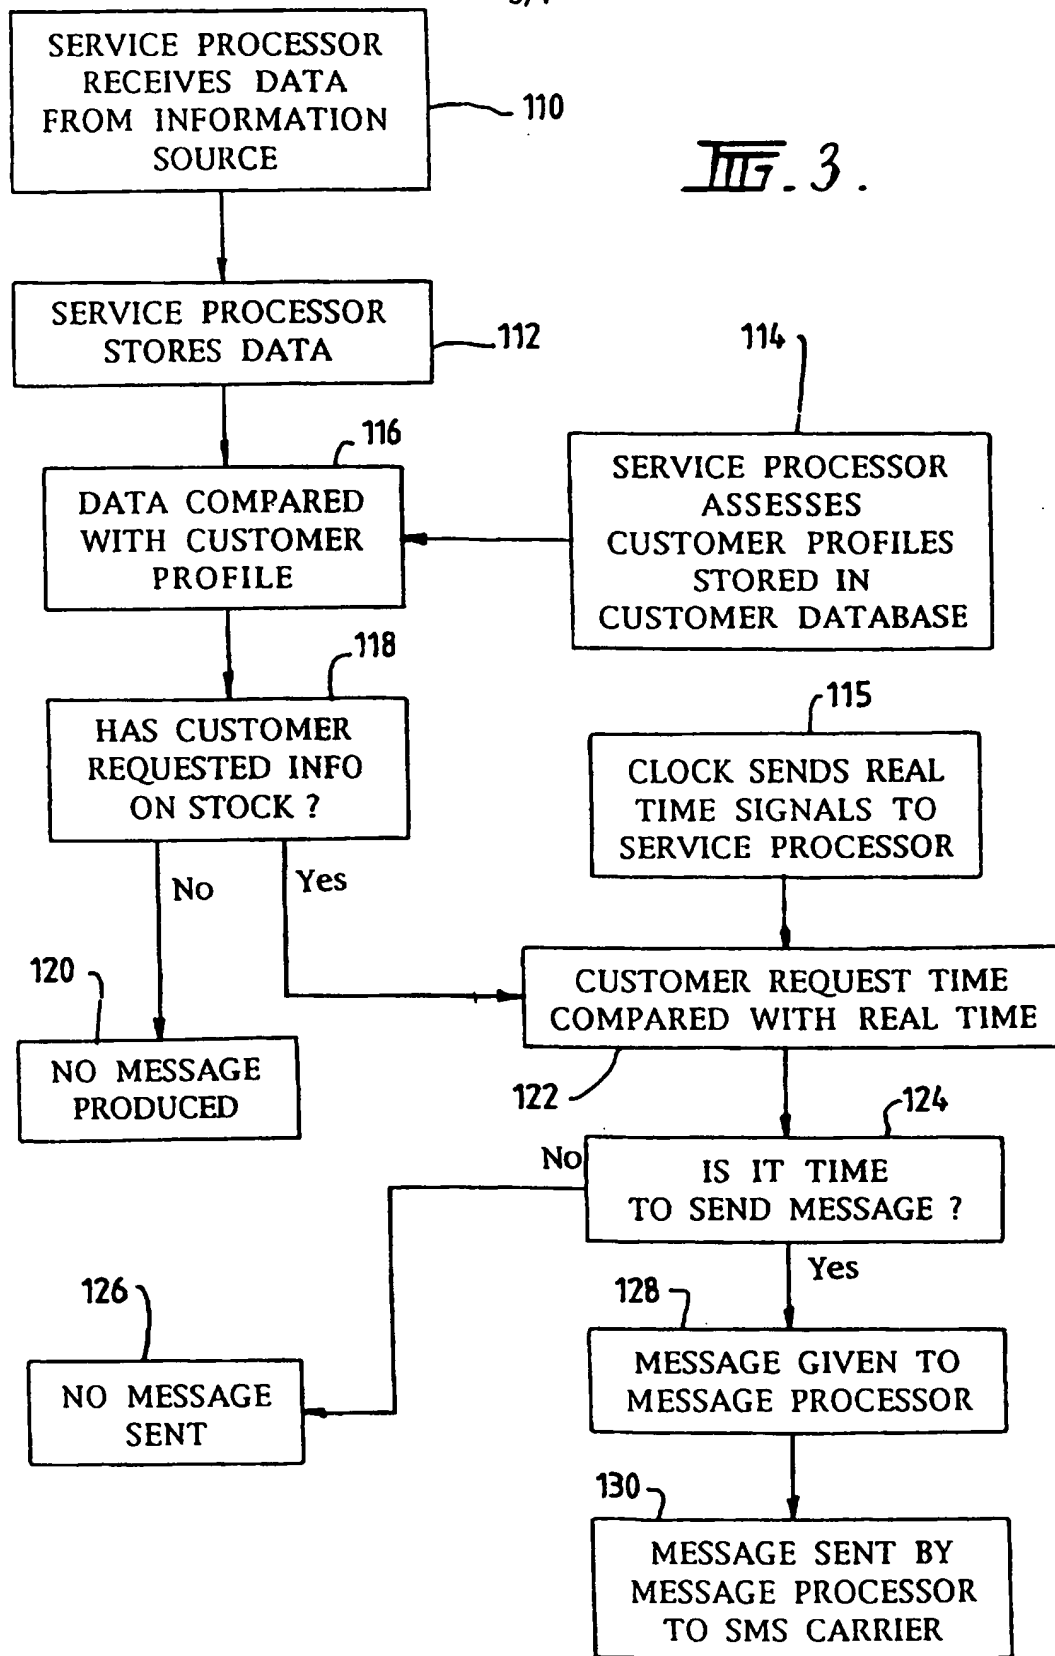 SERVICE PROCESSOR
RECEIVES DATA
FROM INFORMATION
SOURCE
110
FIG. 3.
SERVICE PROCESSOR
STORES DATA
112
114
116
DATA COMPARED
WITH CUSTOMER
PROFILE
SERVICE PROCESSOR
ASSESSES
CUSTOMER PROFILES
STORED IN
CUSTOMER DATABASE
118
HAS CUSTOMER
REQUESTED INFO
ON STOCK ?
115
CLOCK SENDS REAL
TIME SIGNALS TO
SERVICE PROCESSOR
No
Yes
120
NO MESSAGE
PRODUCED
CUSTOMER REQUEST TIME
COMPARED WITH REAL TIME
122
124
No
IS IT TIME
TO SEND MESSAGE ?
Yes
126
NO MESSAGE
SENT
128
MESSAGE GIVEN TO
MESSAGE PROCESSOR
130
MESSAGE SENT BY
MESSAGE PROCESSOR
TO SMS CARRIER